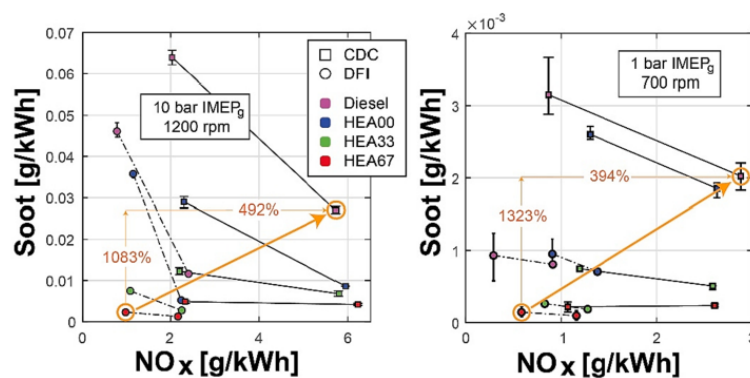 0.07
0.06
0.05
0.04
0.03
0.02
0.01
0
Soot [g/kWh]
10 bar IMEPg
1200 rpm
CDC
DFI
Diesel
HEA00
HEA33
HEA67
492%
1083%
0 2 4 6
NOx [g/kWh]
4 ×10⁻³
3
2
1
0
Soot [g/kWh]
1 bar IMEPg
700 rpm
394%
1323%
0 1 2 3
NOx [g/kWh]